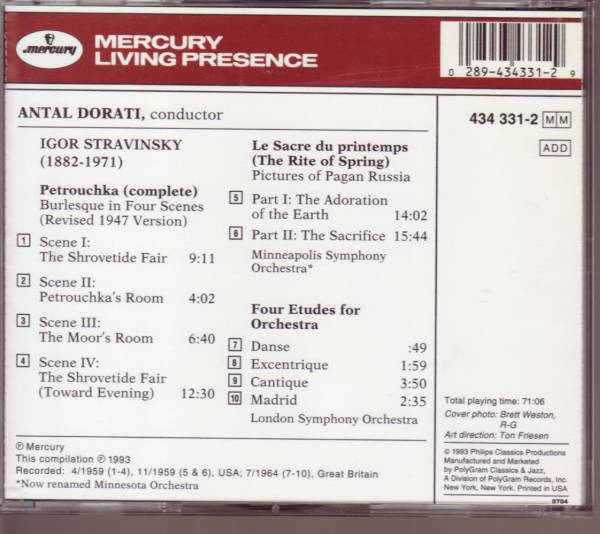 mercury
MERCURY
LIVING PRESENCE
0 289-434331-2 9
ANTAL DORATI, conductor
434 331-2 M M
ADD
IGOR STRAVINSKY
(1882-1971)
Petrouchka (complete)
Burlesque in Four Scenes
(Revised 1947 Version)
1 Scene I:
The Shrovetide Fair 9:11
2 Scene II:
Petrouchka's Room 4:02
3 Scene III:
The Moor's Room 6:40
4 Scene IV:
The Shrovetide Fair
(Toward Evening) 12:30
Le Sacre du printemps
(The Rite of Spring)
Pictures of Pagan Russia
5 Part I: The Adoration
of the Earth 14:02
6 Part II: The Sacrifice 15:44
Minneapolis Symphony
Orchestra*
Four Etudes for
Orchestra
7 Danse :49
8 Excentrique 1:59
9 Cantique 3:50
10 Madrid 2:35
London Symphony Orchestra
Total playing time: 71:06
Cover photo: Brett Weston,
R-G
Art direction: Ton Friesen
© 1993 Philips Classics Productions
Manufactured and Marketed
by PolyGram Classics & Jazz,
A Division of PolyGram Records, Inc.
New York, New York. Printed in USA
0704
℗ Mercury
This compilation ℗ 1993
Recorded: 4/1959 (1-4), 11/1959 (5 & 6), USA; 7/1964 (7-10), Great Britain
*Now renamed Minnesota Orchestra